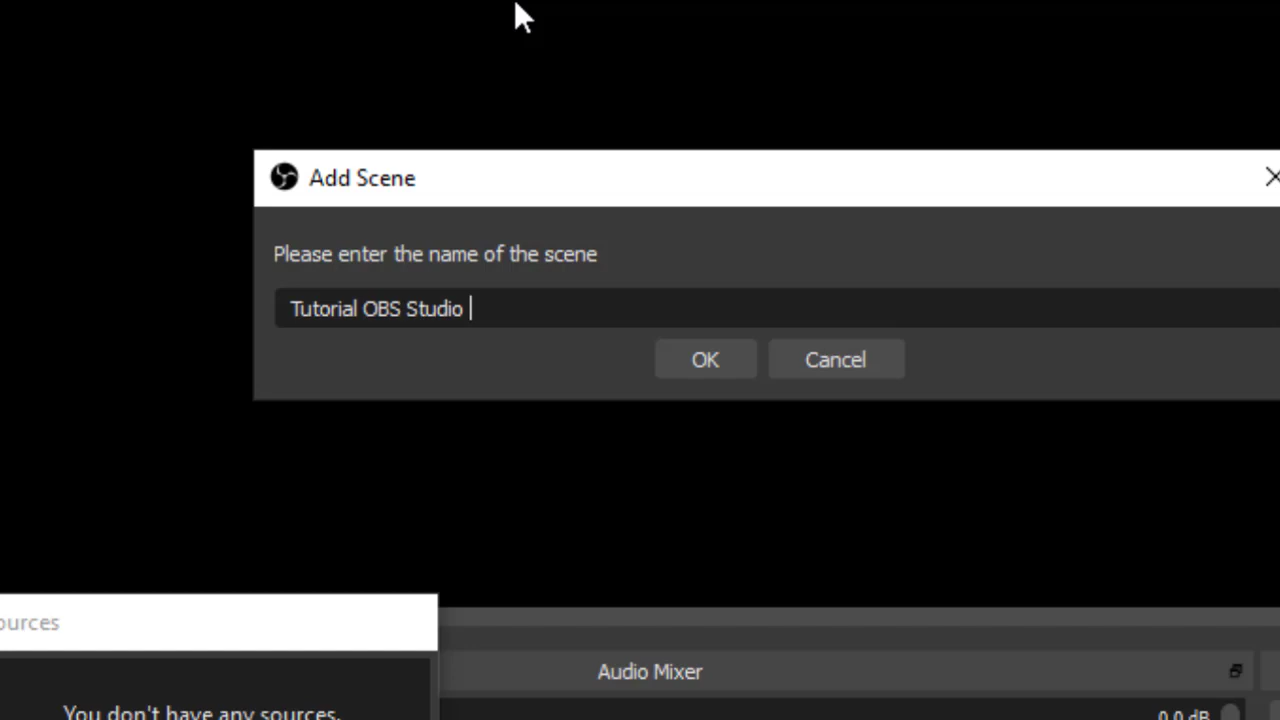 Add Scene
Please enter the name of the scene
Tutorial OBS Studio
OK Cancel
ources
Audio Mixer
You don't have any sources.
0.0 dB